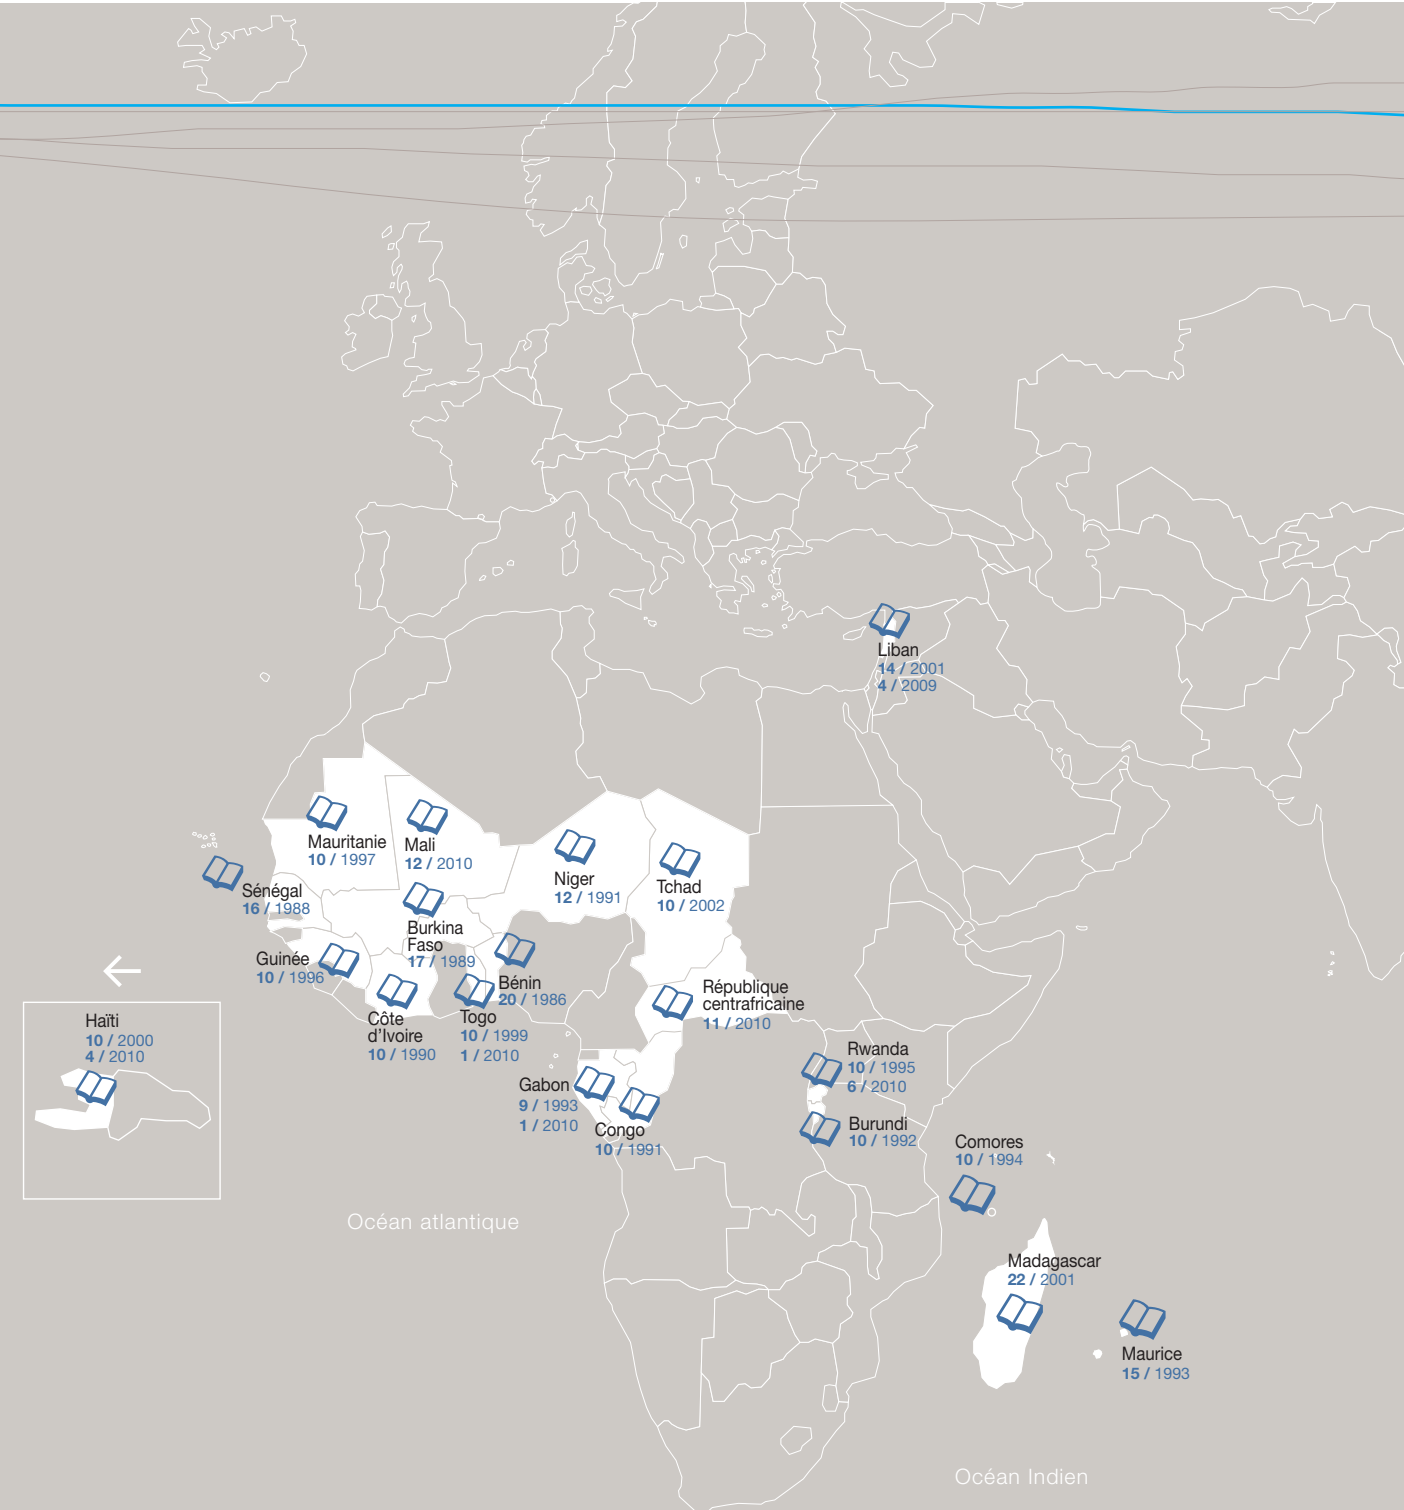 Liban
14 / 2001
4 / 2009
Mauritanie
10 / 1997
Mali
12 / 2010
Niger
12 / 1991
Tchad
10 / 2002
Sénégal
16 / 1988
Burkina
Faso
17 / 1989
Guinée
10 / 1996
Bénin
20 / 1986
République
centrafricaine
11 / 2010
Côte
d'Ivoire
10 / 1990
Togo
10 / 1999
1 / 2010
Haïti
10 / 2000
4 / 2010
Rwanda
10 / 1995
6 / 2010
Gabon
9 / 1993
1 / 2010
Congo
10 / 1991
Burundi
10 / 1992
Comores
10 / 1994
Océan atlantique
Madagascar
22 / 2001
Maurice
15 / 1993
Océan Indien